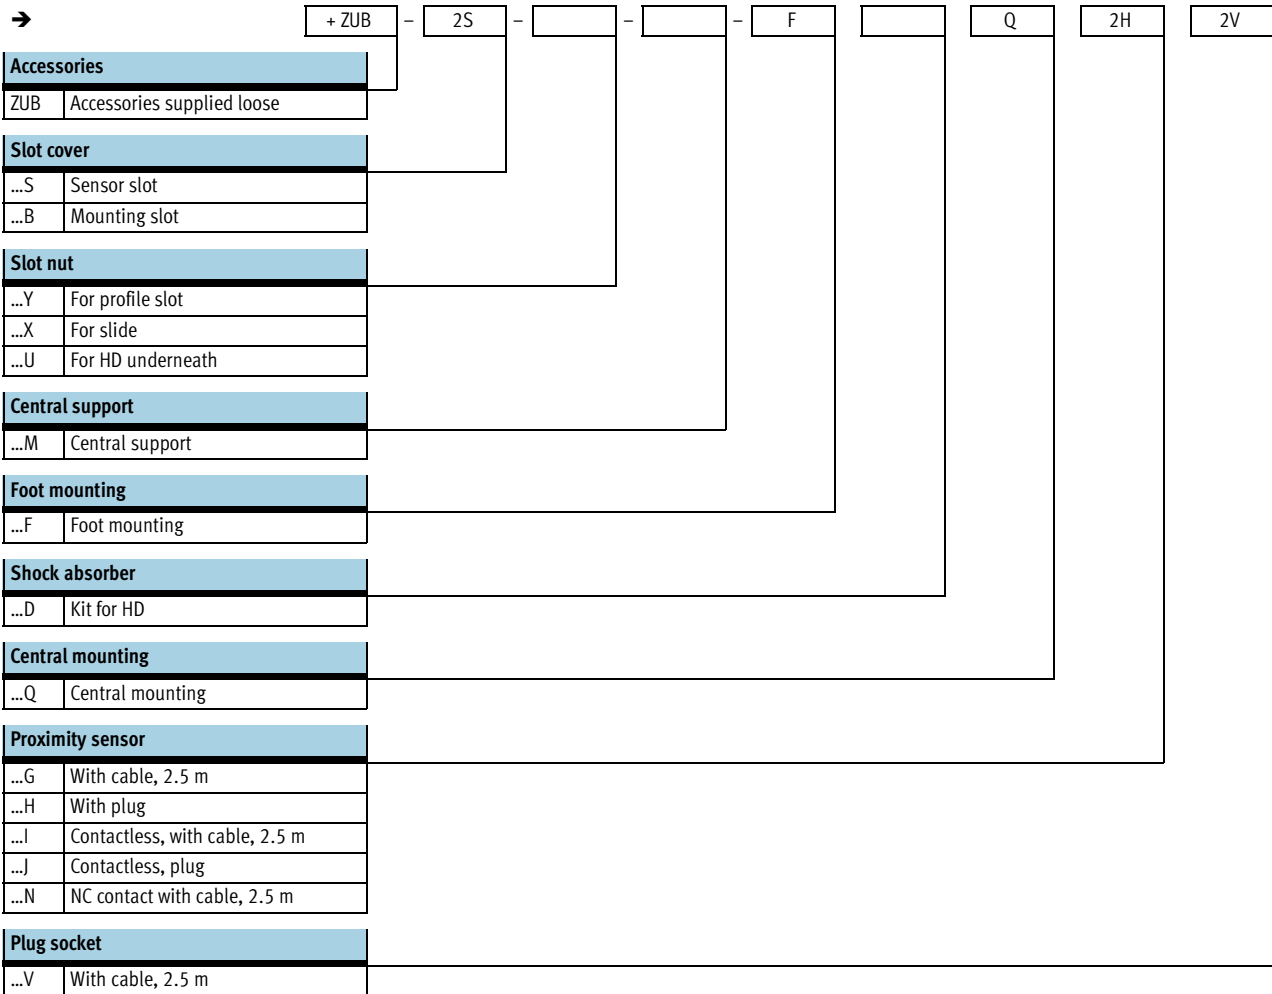 ➔ + ZUB – 2S – – – F Q 2H 2V
Accessories
ZUB Accessories supplied loose
Slot cover
...S Sensor slot
...B Mounting slot
Slot nut
...Y For profile slot
...X For slide
...U For HD underneath
Central support
...M Central support
Foot mounting
...F Foot mounting
Shock absorber
...D Kit for HD
Central mounting
...Q Central mounting
Proximity sensor
...G With cable, 2.5 m
...H With plug
...I Contactless, with cable, 2.5 m
...J Contactless, plug
...N NC contact with cable, 2.5 m
Plug socket
...V With cable, 2.5 m